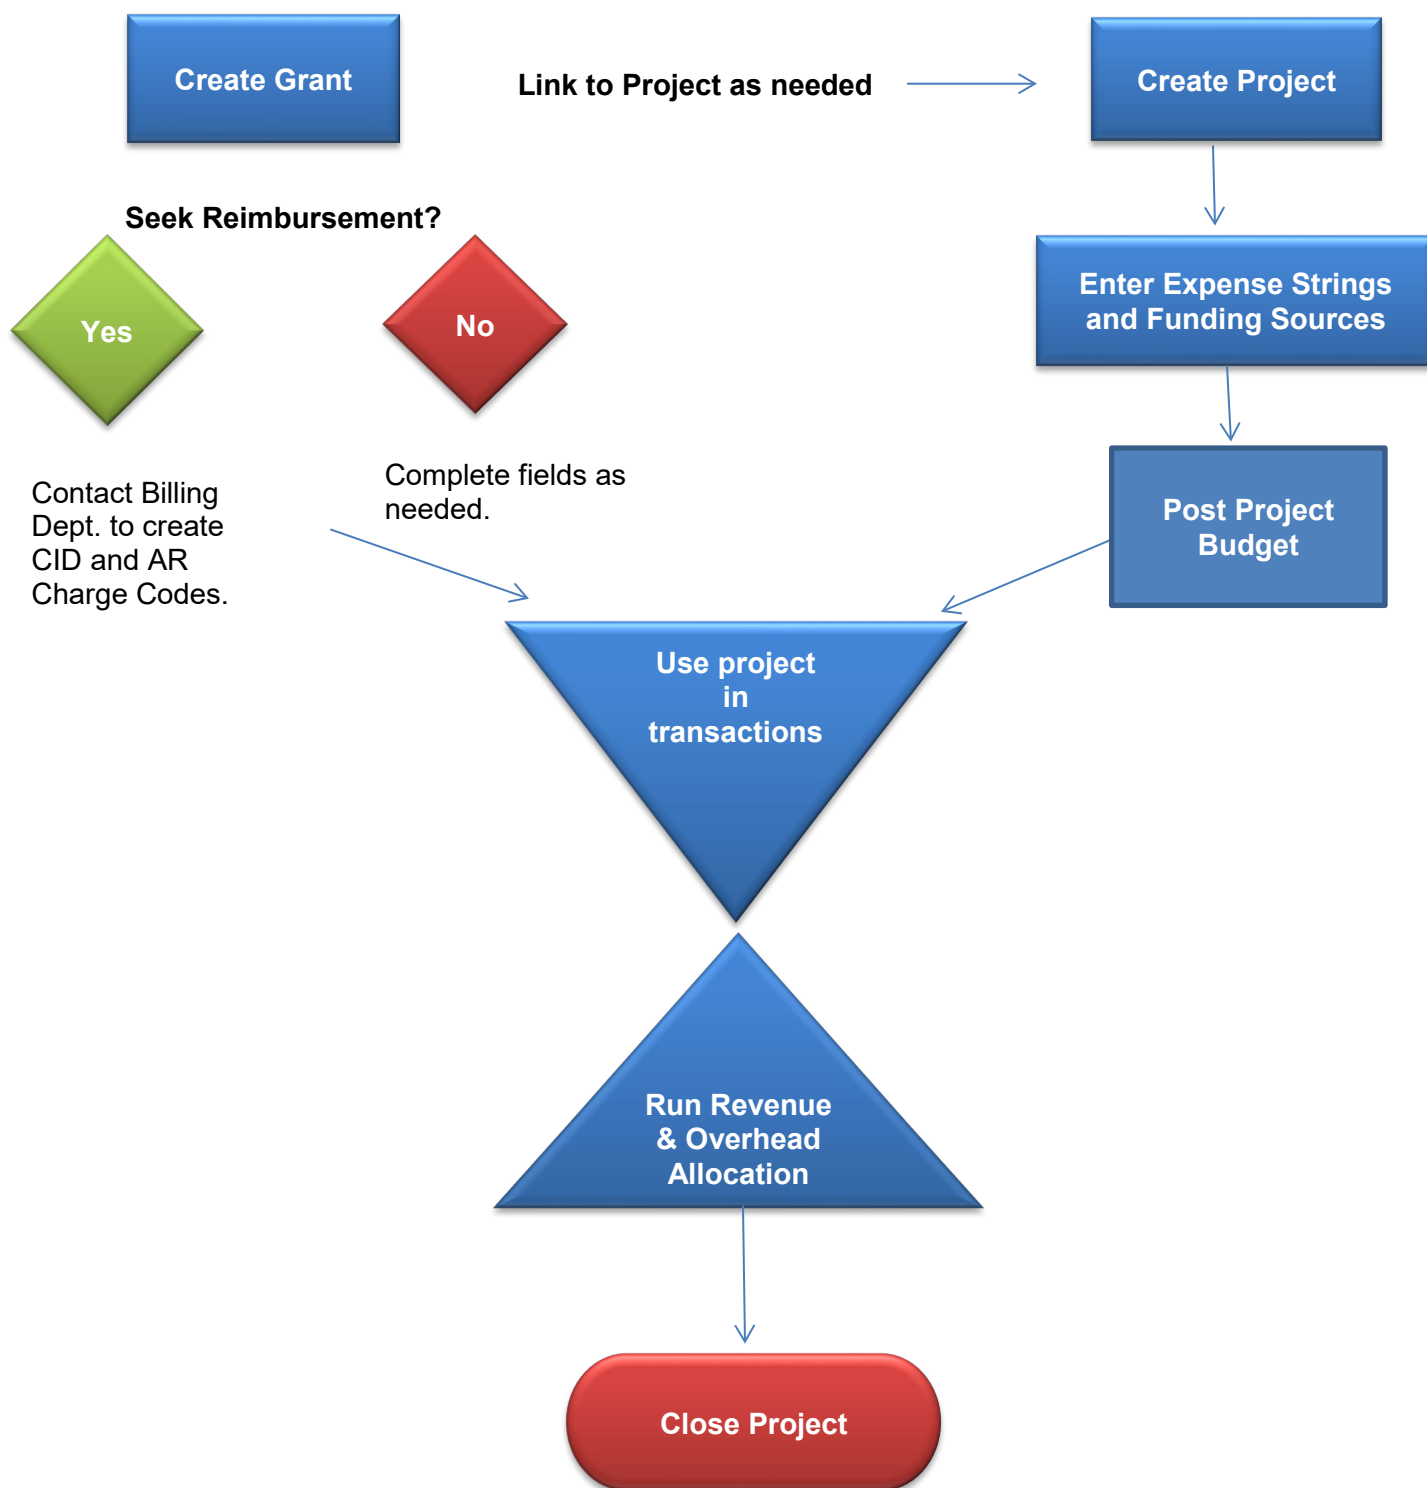 Create Grant
Link to Project as needed
Create Project
Seek Reimbursement?
Yes
No
Enter Expense Strings
and Funding Sources
Contact Billing
Dept. to create
CID and AR
Charge Codes.
Complete fields as
needed.
Post Project
Budget
Use project
in
transactions
Run Revenue
& Overhead
Allocation
Close Project